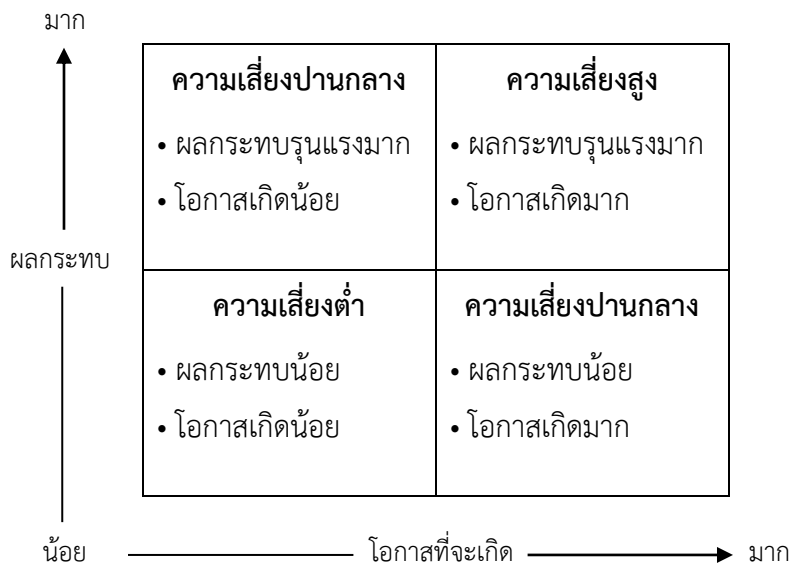 มาก
ความเสี่ยงปานกลาง
• ผลกระทบรุนแรงมาก
• โอกาสเกิดน้อย
ความเสี่ยงสูง
• ผลกระทบรุนแรงมาก
• โอกาสเกิดมาก
ผลกระทบ
ความเสี่ยงต่ำ
• ผลกระทบน้อย
• โอกาสเกิดน้อย
ความเสี่ยงปานกลาง
• ผลกระทบน้อย
• โอกาสเกิดมาก
น้อย โอกาสที่จะเกิด มาก